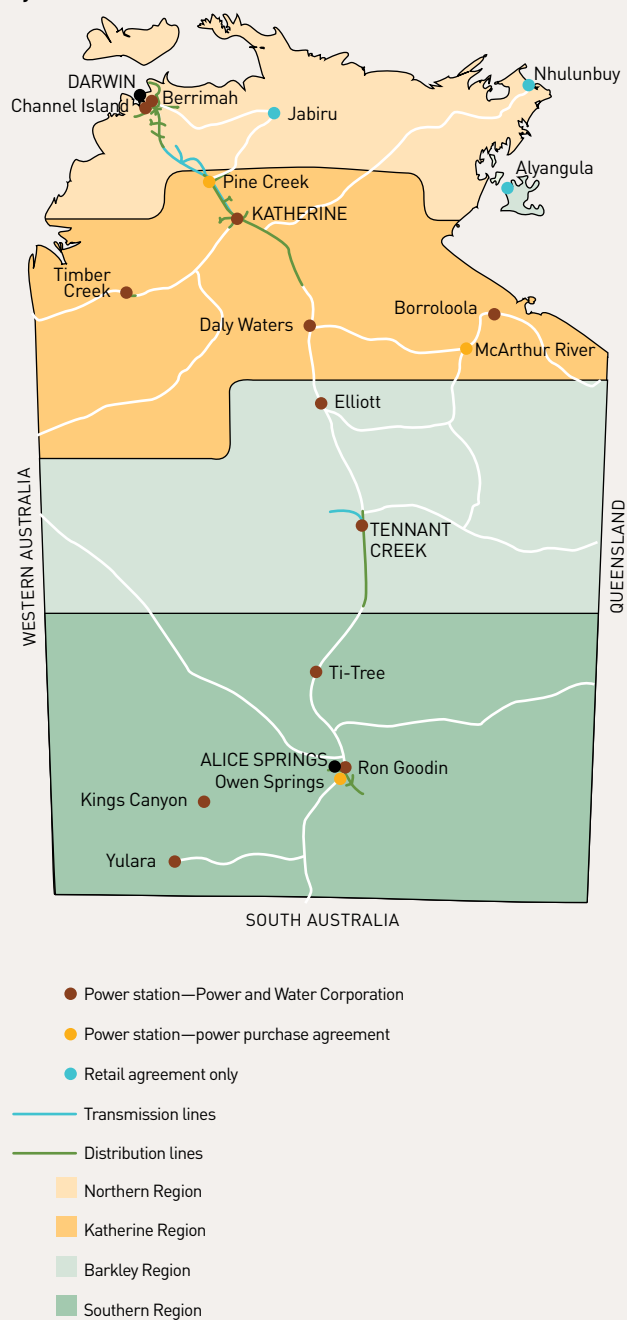 Nhulunbuy
DARWIN
Berrimah
Channel Island
Jabiru
Alyangula
Pine Creek
KATHERINE
Timber
Creek
Borroloola
Daly Waters
McArthur River
Elliott
WESTERN AUSTRALIA
QUEENSLAND
TENNANT
CREEK
Ti-Tree
ALICE SPRINGS
Ron Goodin
Owen Springs
Kings Canyon
Yulara
SOUTH AUSTRALIA
Power station—Power and Water Corporation
Power station—power purchase agreement
Retail agreement only
Transmission lines
Distribution lines
Northern Region
Katherine Region
Barkley Region
Southern Region